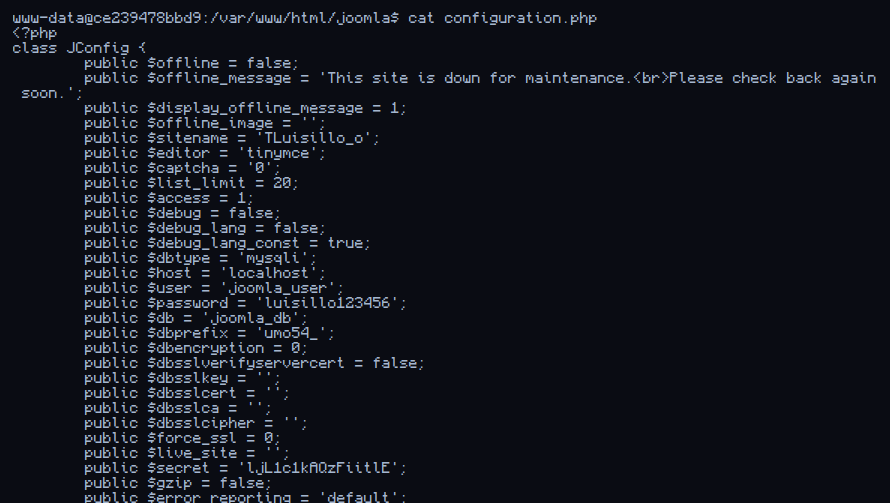 www-data@ce239478bbd9:/var/www/html/joomla$ cat configuration.php
<?php
class JConfig {
        public $offline = false;
        public $offline_message = 'This site is down for maintenance.<br>Please check back again
 soon.';
        public $display_offline_message = 1;
        public $offline_image = '';
        public $sitename = 'TLuisillo_o';
        public $editor = 'tinymce';
        public $captcha = '0';
        public $list_limit = 20;
        public $access = 1;
        public $debug = false;
        public $debug_lang = false;
        public $debug_lang_const = true;
        public $dbtype = 'mysqli';
        public $host = 'localhost';
        public $user = 'joomla_user';
        public $password = 'luisillo123456';
        public $db = 'joomla_db';
        public $dbprefix = 'umo54_';
        public $dbencryption = 0;
        public $dbsslverifyservercert = false;
        public $dbsslkey = '';
        public $dbsslcert = '';
        public $dbsslca = '';
        public $dbsslcipher = '';
        public $force_ssl = 0;
        public $live_site = '';
        public $secret = 'ljL1c1kAQzFiitlE';
        public $gzip = false;
        public $error_reporting = 'default';